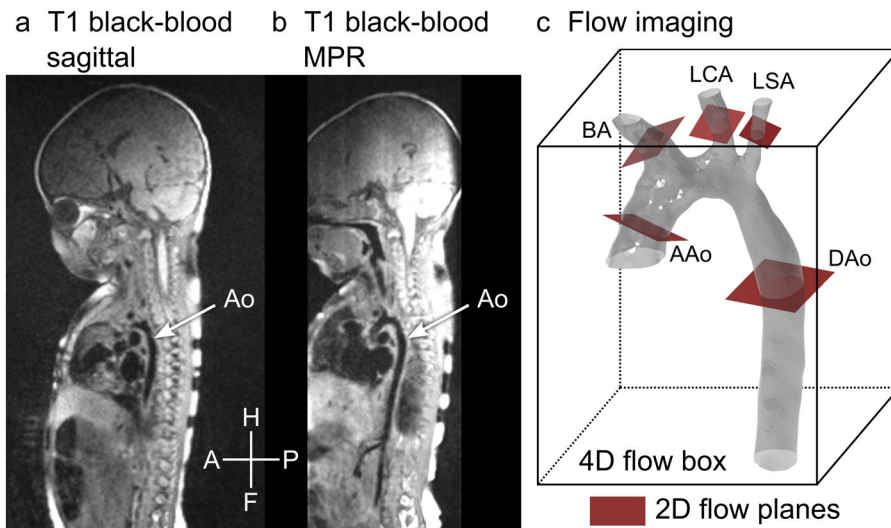 a T1 black-blood
sagittal
b T1 black-blood
MPR
c Flow imaging
LCA
LSA
BA
AAo
DAo
Ao
Ao
H
A
P
F
4D flow box
2D flow planes